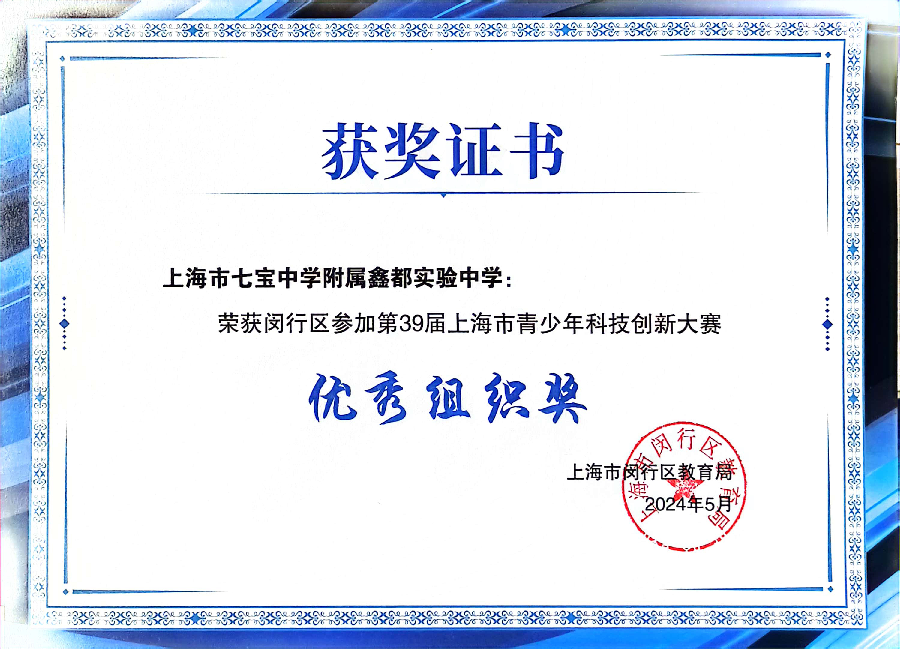 获奖证书
上海市七宝中学附属鑫都实验中学：
荣获闵行区参加第39届上海市青少年科技创新大赛
优秀组织奖
上海市闵行区教育局
2024年5月
上海市闵行区教育局